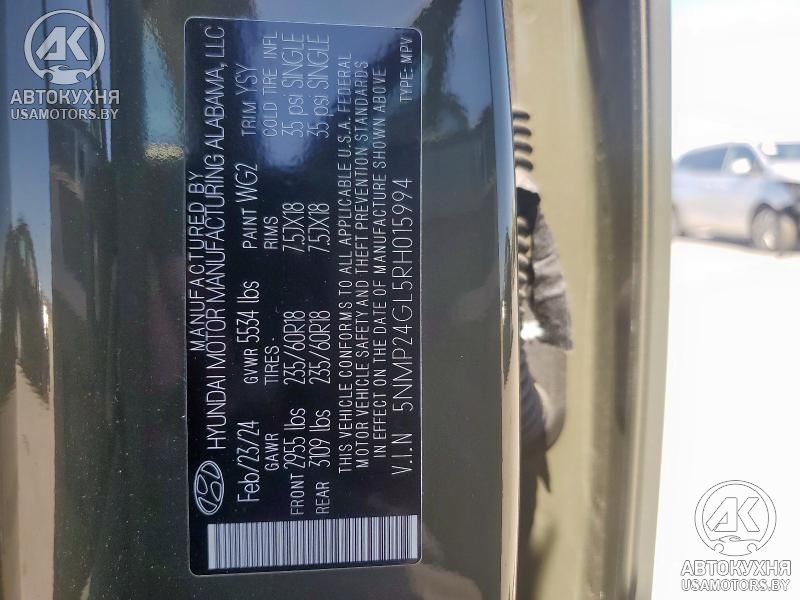 AK
АВТОКУХНЯ
USAMOTORS.BY
MANUFACTURED BY
HYUNDAI MOTOR MANUFACTURING ALABAMA, LLC
Feb/23/24 GVWR 5534 lbs PAINT WG2 TRIM YSY
GAWR TIRES RIMS COLD TIRE INFL
FRONT 2955 lbs 235/60R18 7.5JX18 35 psi SINGLE
REAR 3109 lbs 235/60R18 7.5JX18 35 psi SINGLE
THIS VEHICLE CONFORMS TO ALL APPLICABLE U.S.A. FEDERAL
MOTOR VEHICLE SAFETY AND THEFT PREVENTION STANDARDS
IN EFFECT ON THE DATE OF MANUFACTURE SHOWN ABOVE
V.I.N 5NMP24GL5RH015994 TYPE: MPV
AK
АВТОКУХНЯ
USAMOTORS.BY